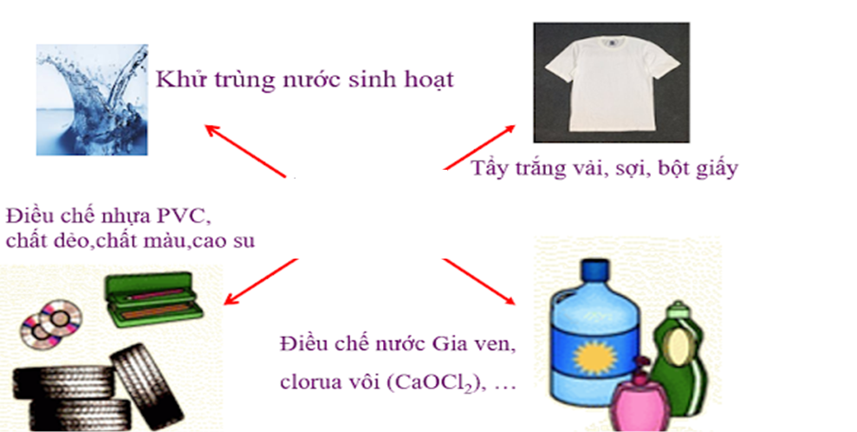 Khử trùng nước sinh hoạt
Tẩy trắng vải, sợi, bột giấy
Điều chế nhựa PVC,
chất dẻo,chất màu,cao su
Điều chế nước Gia ven,
clorua vôi (CaOCl₂), …